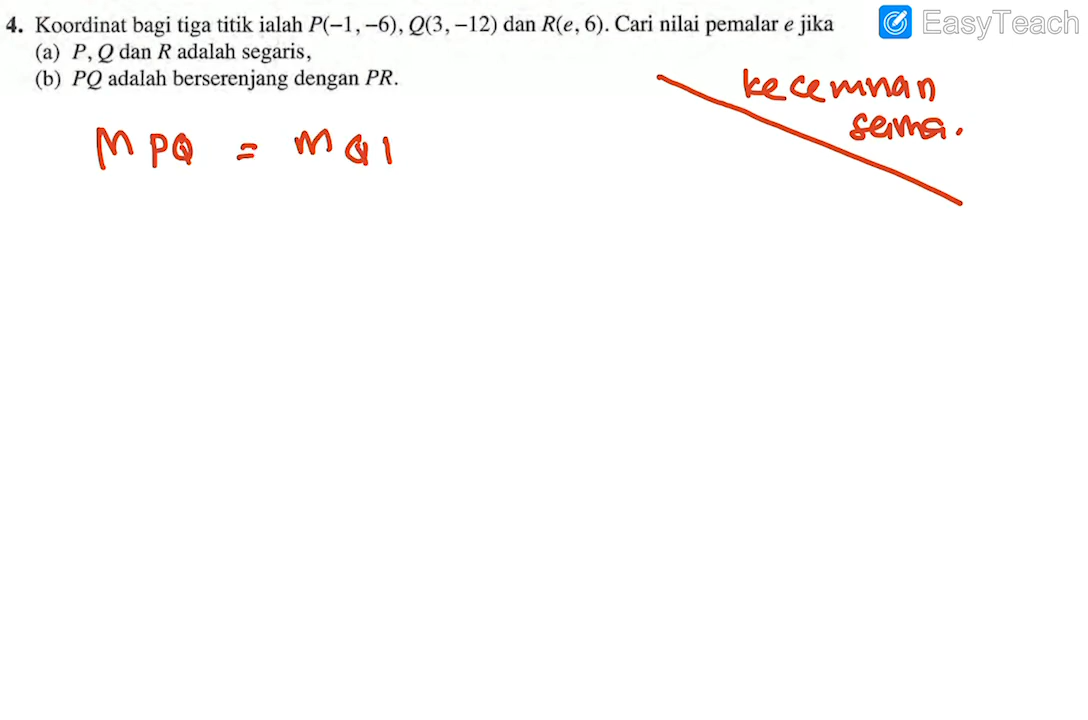 4. Koordinat bagi tiga titik ialah P(−1, −6), Q(3, −12) dan R(e, 6). Cari nilai pemalar e jika
(a) P, Q dan R adalah segaris,
(b) PQ adalah berserenjang dengan PR.
EasyTeach
kecemnan
sama.
M PQ = M Q1